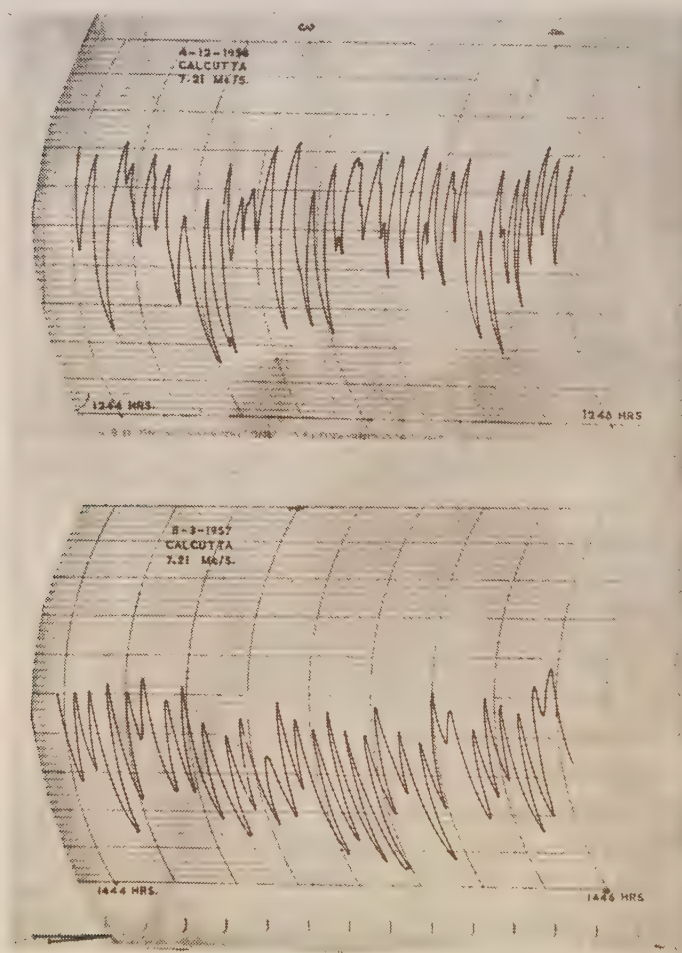 4-12-1956
CALCUTTA
7.21 Mc/S.
1244 HRS.
1246 HRS
8-3-1957
CALCUTTA
7.21 Mc/S.
1444 HRS.
1446 HRS